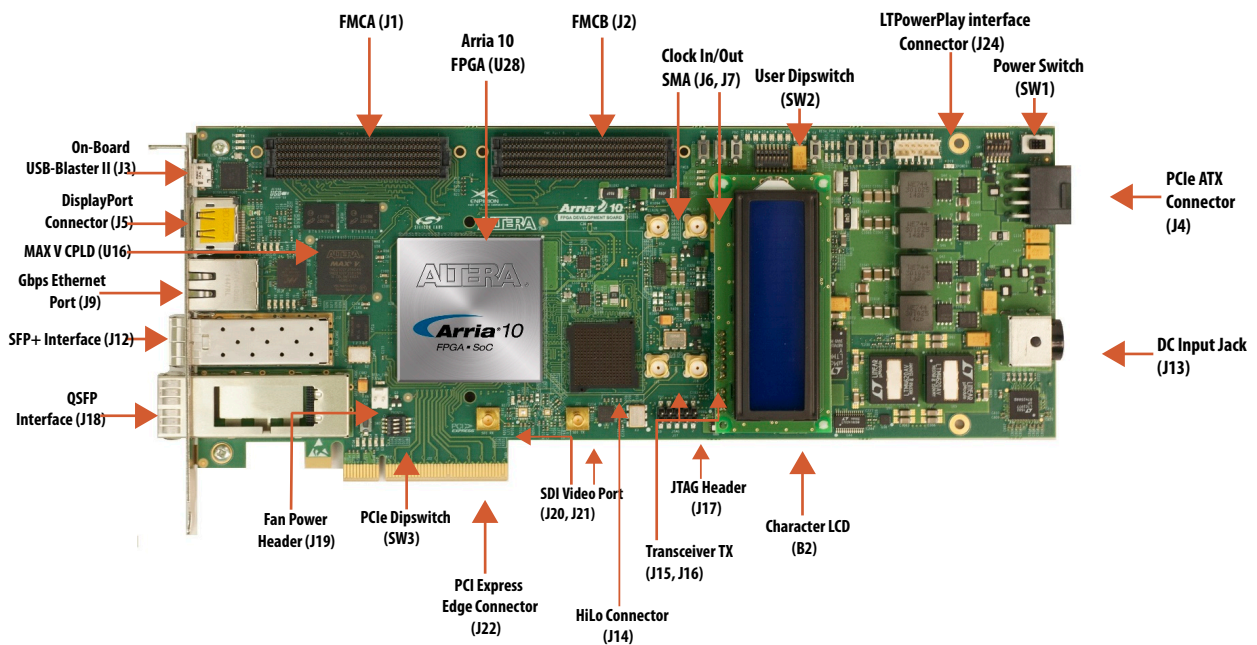 FMCA (J1)
FMCB (J2)
Arria 10
FPGA (U28)
Clock In/Out
SMA (J6, J7)
User Dipswitch
(SW2)
LTPowerPlay interface
Connector (J24)
Power Switch
(SW1)
On-Board
USB-Blaster II (J3)
DisplayPort
Connector (J5)
MAX V CPLD (U16)
Gbps Ethernet
Port (J9)
SFP+ Interface (J12)
QSFP
Interface (J18)
PCIe ATX
Connector
(J4)
DC Input Jack
(J13)
ENPIRION
Arria 10
FPGA DEVELOPMENT BOARD
ALTERA
ALTERA
MAX V
ALTERA
Arria 10
FPGA • SoC
Fan Power
Header (J19)
PCIe Dipswitch
(SW3)
PCI Express
Edge Connector
(J22)
SDI Video Port
(J20, J21)
HiLo Connector
(J14)
Transceiver TX
(J15, J16)
JTAG Header
(J17)
Character LCD
(B2)